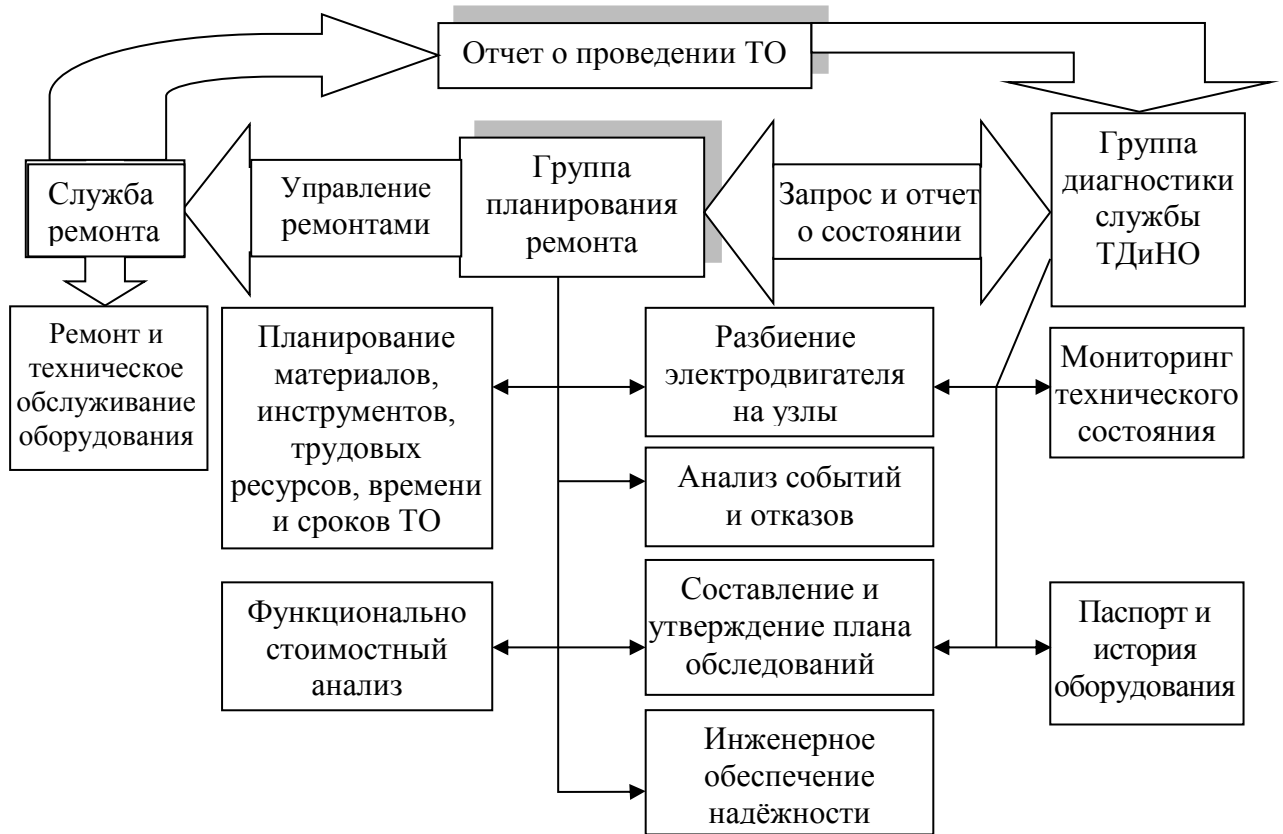 Отчет о проведении ТО
Служба
ремонта
Управление
ремонтами
Группа
планирования
ремонта
Запрос и отчет
о состоянии
Группа
диагностики
службы
ТДиНО
Ремонт и
техническое
обслуживание
оборудования
Планирование
материалов,
инструментов,
трудовых
ресурсов, времени
и сроков ТО
Разбиение
электродвигателя
на узлы
Мониторинг
технического
состояния
Анализ событий
и отказов
Функционально
стоимостный
анализ
Составление и
утверждение плана
обследований
Паспорт и
история
оборудования
Инженерное
обеспечение
надёжности